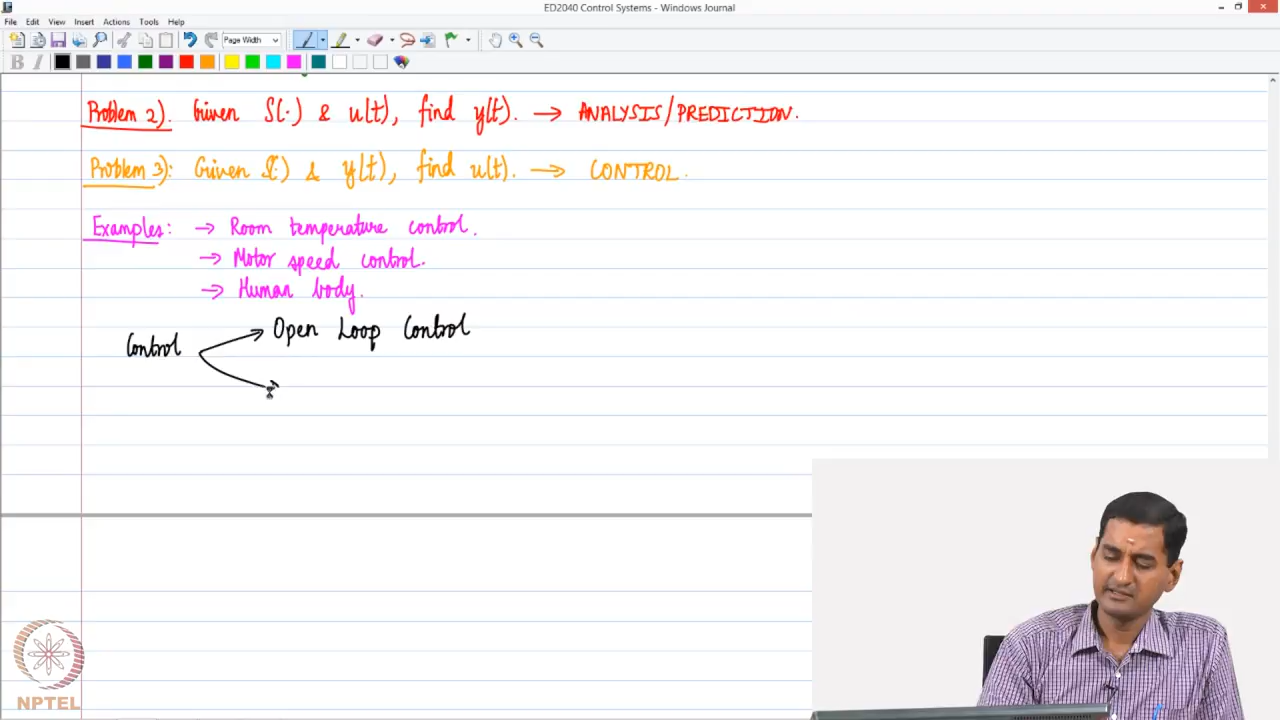 ED2040 Control Systems - Windows Journal
File Edit View Insert Actions Tools Help
Page Width
B I
Problem 2). Given S(·) & u(t), find y(t). → ANALYSIS/PREDICTION.
Problem 3): Given S(·) & y(t), find u(t). → CONTROL.
Examples: → Room temperature control.
→ Motor speed control.
→ Human body.
Open Loop Control
Control
NPTEL